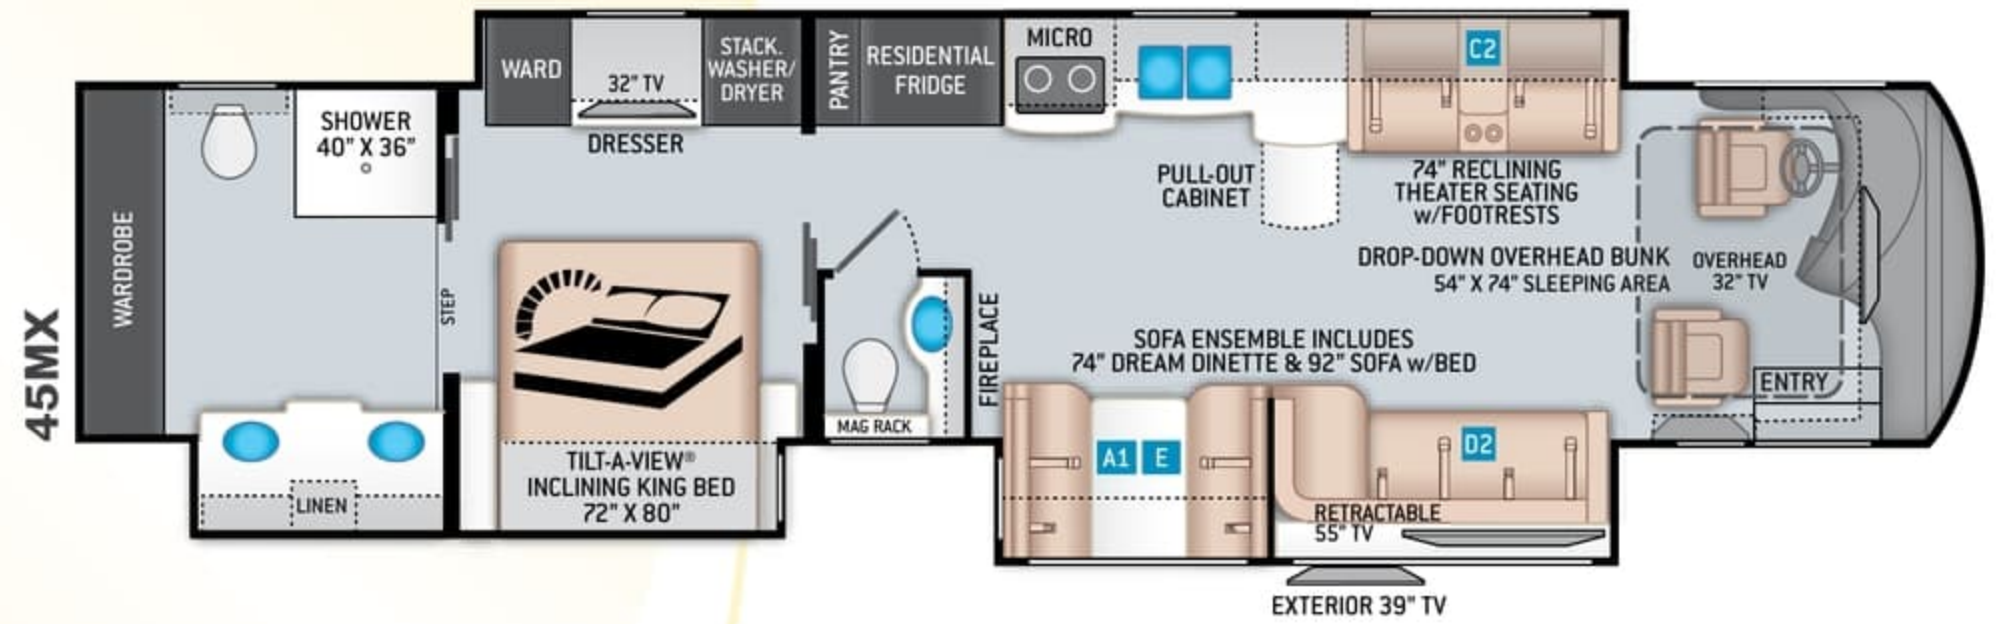 45MX
WARDROBE
SHOWER
40" X 36"
STEP
LINEN
WARD
32" TV
DRESSER
STACK.
WASHER/
DRYER
TILT-A-VIEW®
INCLINING KING BED
72" X 80"
PANTRY
RESIDENTIAL
FRIDGE
MICRO
MAG RACK
FIREPLACE
PULL-OUT
CABINET
C2
74" RECLINING
THEATER SEATING
w/FOOTRESTS
DROP-DOWN OVERHEAD BUNK
54" X 74" SLEEPING AREA
OVERHEAD
32" TV
SOFA ENSEMBLE INCLUDES
74" DREAM DINETTE & 92" SOFA w/BED
ENTRY
A1 E
D2
RETRACTABLE
55" TV
EXTERIOR 39" TV